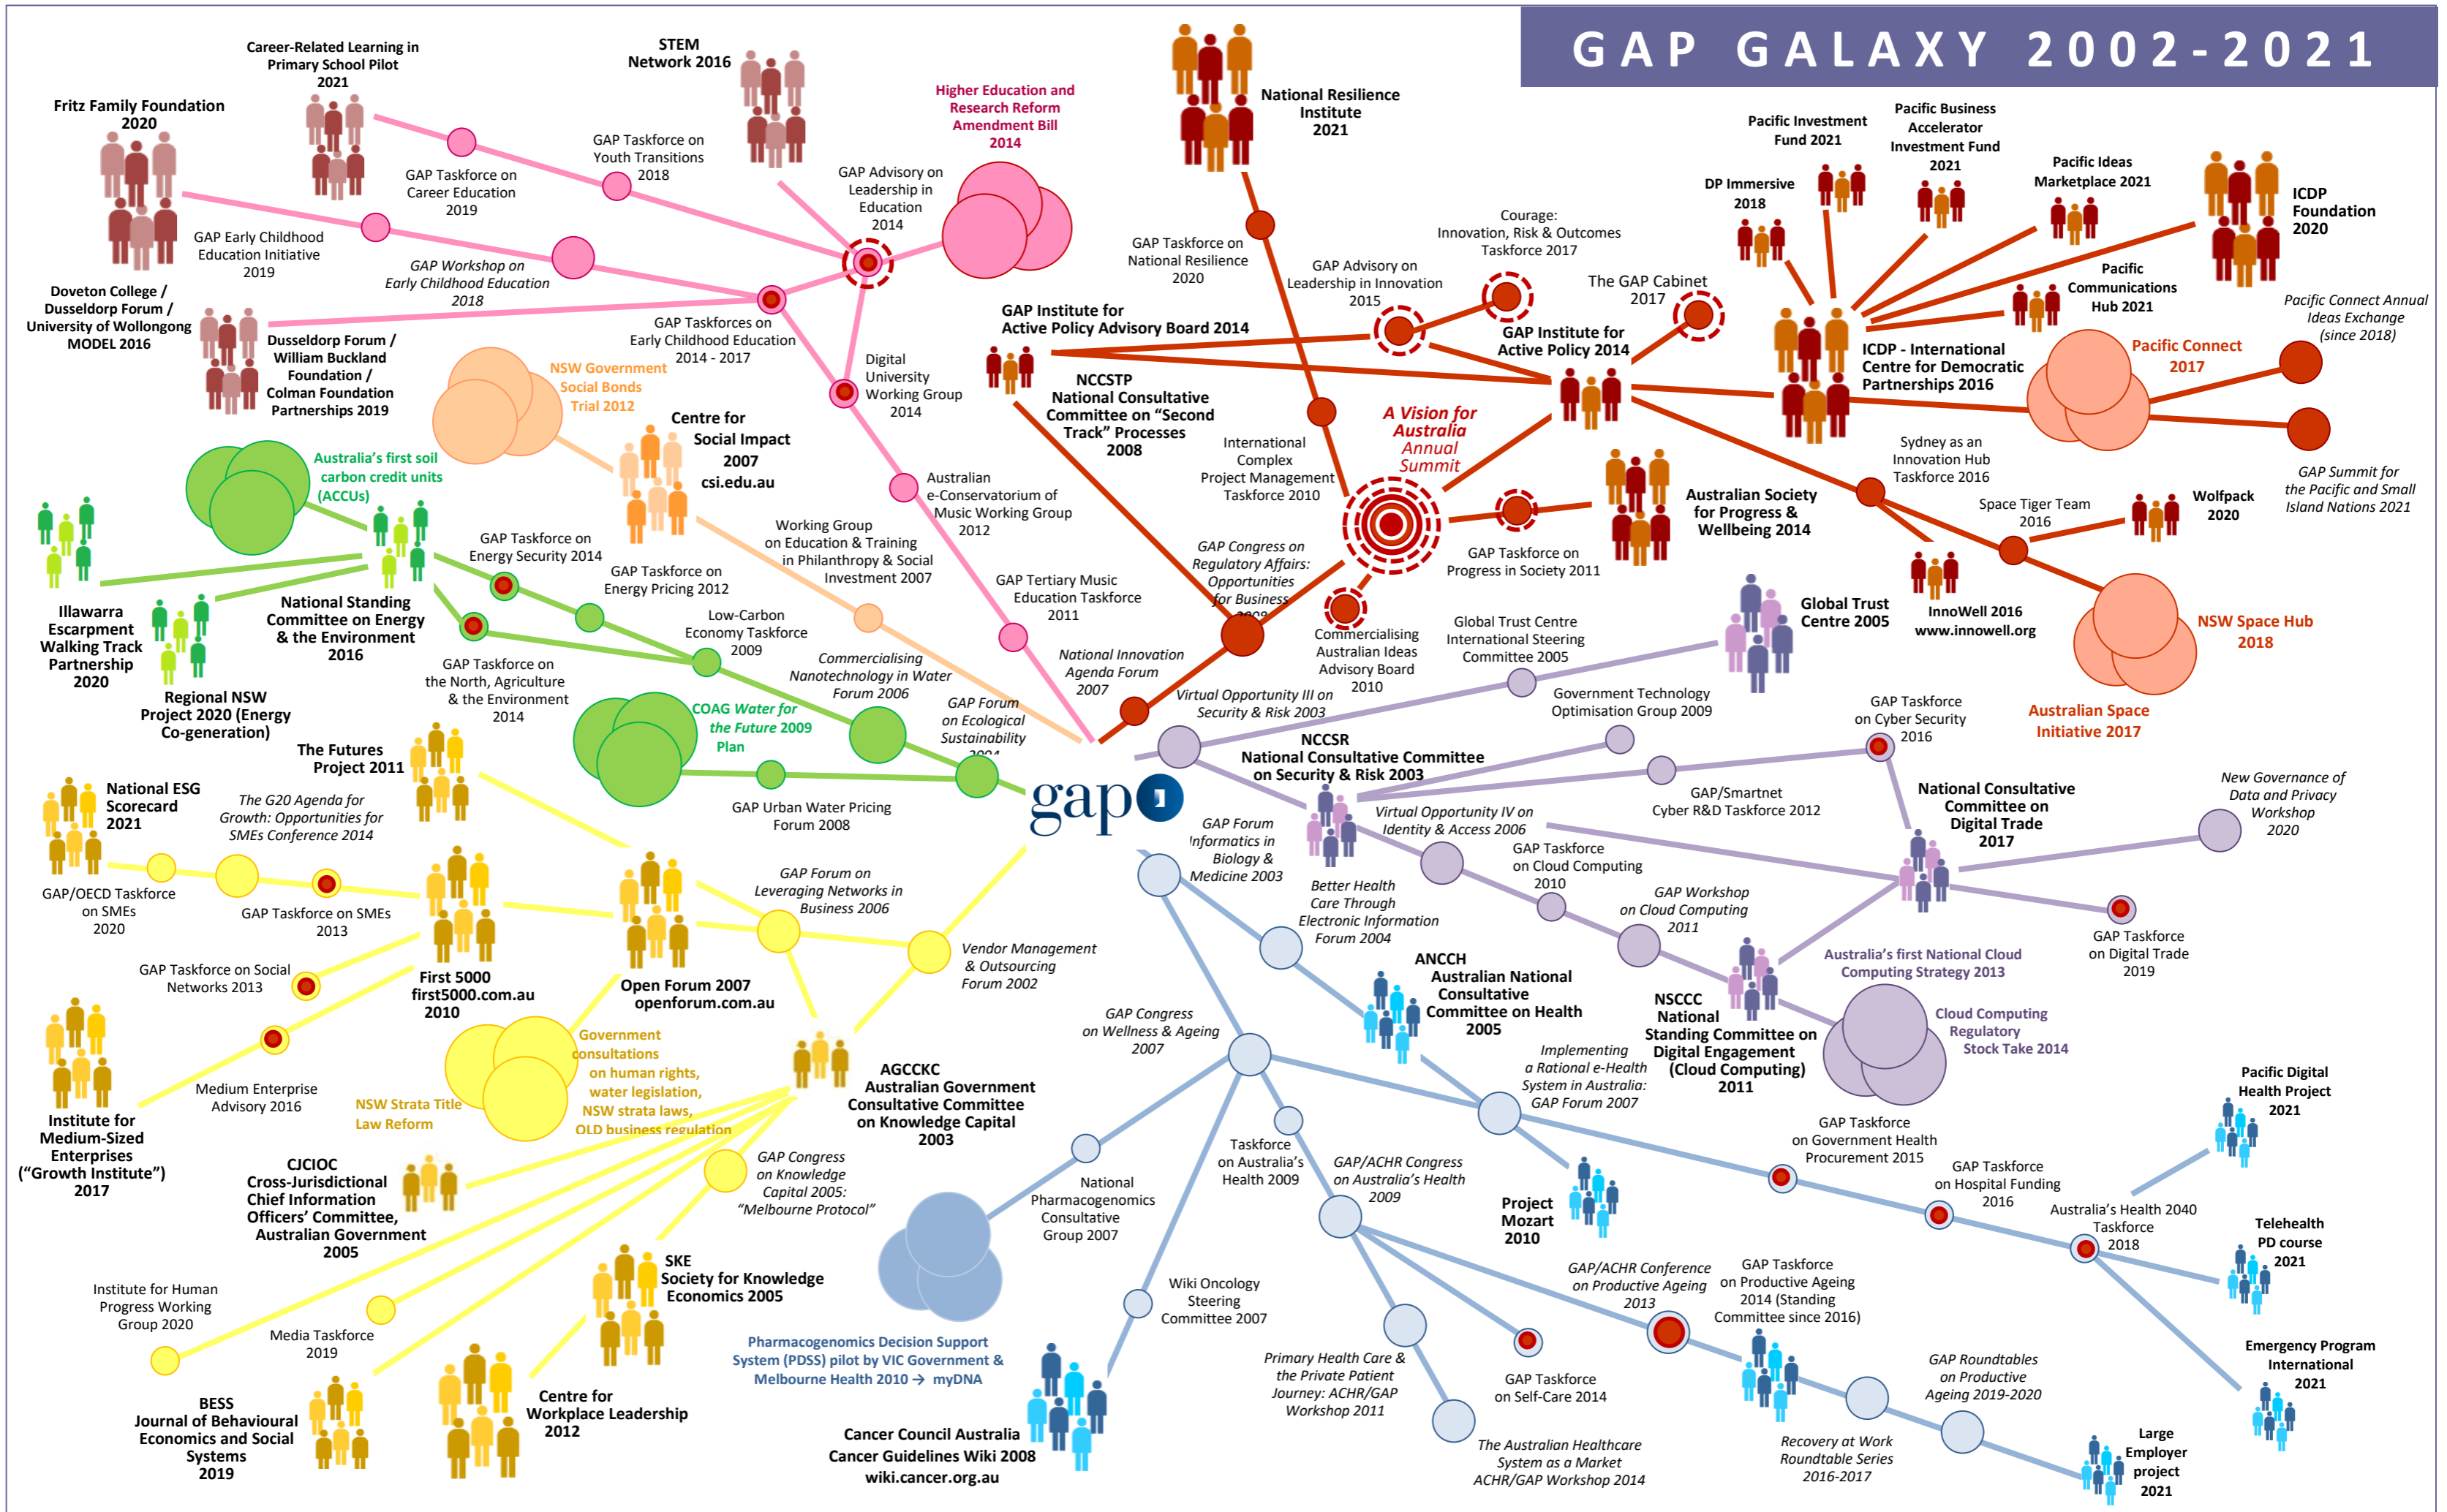 GAP GALAXY 2002-2021
Career-Related Learning in
Primary School Pilot
2021
STEM
Network 2016
Fritz Family Foundation
2020
GAP Taskforce on
Career Education
2019
GAP Taskforce on
Youth Transitions
2018
GAP Advisory on
Leadership in
Education
2014
Higher Education and
Research Reform
Amendment Bill
2014
National Resilience
Institute
2021
GAP Early Childhood
Education Initiative
2019
GAP Workshop on
Early Childhood Education
2018
Doveton College /
Dusseldorp Forum /
University of Wollongong
MODEL 2016
Dusseldorp Forum /
William Buckland
Foundation /
Colman Foundation
Partnerships 2019
GAP Taskforces on
Early Childhood Education
2014 - 2017
Digital
University
Working Group
2014
Australian
e-Conservatorium of
Music Working Group
2012
GAP Tertiary Music
Education Taskforce
2011
NSW Government
Social Bonds
Trial 2012
Centre for
Social Impact
2007
csi.edu.au
Working Group
on Education & Training
in Philanthropy & Social
Investment 2007
GAP Taskforce on
National Resilience
2020
GAP Institute for
Active Policy Advisory Board 2014
NCCSTP
National Consultative
Committee on “Second
Track” Processes
2008
International
Complex
Project Management
Taskforce 2010
GAP Advisory on
Leadership in Innovation
2015
Courage:
Innovation, Risk & Outcomes
Taskforce 2017
The GAP Cabinet
2017
GAP Institute for
Active Policy 2014
A Vision for
Australia
Annual
Summit
DP Immersive
2018
Pacific Investment
Fund 2021
Pacific Business
Accelerator
Investment Fund
2021
Pacific Ideas
Marketplace 2021
ICDP
Foundation
2020
Pacific
Communications
Hub 2021
ICDP - International
Centre for Democratic
Partnerships 2016
Pacific Connect
2017
Pacific Connect Annual
Ideas Exchange
(since 2018)
GAP Summit for
the Pacific and Small
Island Nations 2021
Sydney as an
Innovation Hub
Taskforce 2016
Space Tiger Team
2016
Wolfpack
2020
InnoWell 2016
www.innowell.org
NSW Space Hub
2018
Australian Space
Initiative 2017
Australian Society
for Progress &
Wellbeing 2014
GAP Taskforce on
Progress in Society 2011
Commercialising
Australian Ideas
Advisory Board
2010
GAP Congress on
Regulatory Affairs:
Opportunities
for Business
2008
National Innovation
Agenda Forum
2007
Australia’s first soil
carbon credit units
(ACCUs)
Illawarra
Escarpment
Walking Track
Partnership
2020
Regional NSW
Project 2020 (Energy
Co-generation)
National Standing
Committee on Energy
& the Environment
2016
GAP Taskforce on
Energy Security 2014
GAP Taskforce on
Energy Pricing 2012
GAP Taskforce on
the North, Agriculture
& the Environment
2014
Low-Carbon
Economy Taskforce
2009
Commercialising
Nanotechnology in Water
Forum 2006
GAP Forum
on Ecological
Sustainability
2004
COAG Water for
the Future 2009
Plan
GAP Urban Water Pricing
Forum 2008
gap
Virtual Opportunity III on
Security & Risk 2003
Global Trust Centre
International Steering
Committee 2005
Global Trust
Centre 2005
NCCSR
National Consultative Committee
on Security & Risk 2003
Government Technology
Optimisation Group 2009
GAP/Smartnet
Cyber R&D Taskforce 2012
GAP Taskforce
on Cyber Security
2016
National Consultative
Committee on
Digital Trade
2017
New Governance of
Data and Privacy
Workshop
2020
GAP Taskforce
on Digital Trade
2019
Virtual Opportunity IV on
Identity & Access 2006
GAP Taskforce
on Cloud Computing
2010
GAP Workshop
on Cloud Computing
2011
NSCCC
National
Standing Committee on
Digital Engagement
(Cloud Computing)
2011
Australia’s first National Cloud
Computing Strategy 2013
Cloud Computing
Regulatory
Stock Take 2014
The Futures
Project 2011
National ESG
Scorecard
2021
The G20 Agenda for
Growth: Opportunities for
SMEs Conference 2014
GAP/OECD Taskforce
on SMEs
2020
GAP Taskforce on SMEs
2013
GAP Taskforce on Social
Networks 2013
First 5000
first5000.com.au
2010
Open Forum 2007
openforum.com.au
GAP Forum on
Leveraging Networks in
Business 2006
Vendor Management
& Outsourcing
Forum 2002
Institute for
Medium-Sized
Enterprises
(“Growth Institute”)
2017
Medium Enterprise
Advisory 2016
NSW Strata Title
Law Reform
Government
consultations
on human rights,
water legislation,
NSW strata laws,
QLD business regulation
AGCCKC
Australian Government
Consultative Committee
on Knowledge Capital
2003
CJCIOC
Cross-Jurisdictional
Chief Information
Officers’ Committee,
Australian Government
2005
GAP Congress
on Knowledge
Capital 2005:
“Melbourne Protocol”
SKE
Society for Knowledge
Economics 2005
Institute for Human
Progress Working
Group 2020
Media Taskforce
2019
BESS
Journal of Behavioural
Economics and Social
Systems
2019
Centre for
Workplace Leadership
2012
GAP Forum
Informatics in
Biology &
Medicine 2003
Better Health
Care Through
Electronic Information
Forum 2004
ANCCH
Australian National
Consultative
Committee on Health
2005
GAP Congress
on Wellness & Ageing
2007
Implementing
a Rational e-Health
System in Australia:
GAP Forum 2007
National
Pharmacogenomics
Consultative
Group 2007
Taskforce
on Australia’s
Health 2009
GAP/ACHR Congress
on Australia’s Health
2009
Project
Mozart
2010
GAP Taskforce
on Government Health
Procurement 2015
GAP Taskforce
on Hospital Funding
2016
Australia’s Health 2040
Taskforce
2018
Pacific Digital
Health Project
2021
Telehealth
PD course
2021
Emergency Program
International
2021
Wiki Oncology
Steering
Committee 2007
Pharmacogenomics Decision Support
System (PDSS) pilot by VIC Government &
Melbourne Health 2010 → myDNA
Cancer Council Australia
Cancer Guidelines Wiki 2008
wiki.cancer.org.au
Primary Health Care &
the Private Patient
Journey: ACHR/GAP
Workshop 2011
GAP Taskforce
on Self-Care 2014
The Australian Healthcare
System as a Market
ACHR/GAP Workshop 2014
GAP/ACHR Conference
on Productive Ageing
2013
GAP Taskforce
on Productive Ageing
2014 (Standing
Committee since 2016)
Recovery at Work
Roundtable Series
2016-2017
GAP Roundtables
on Productive
Ageing 2019-2020
Large
Employer
project
2021